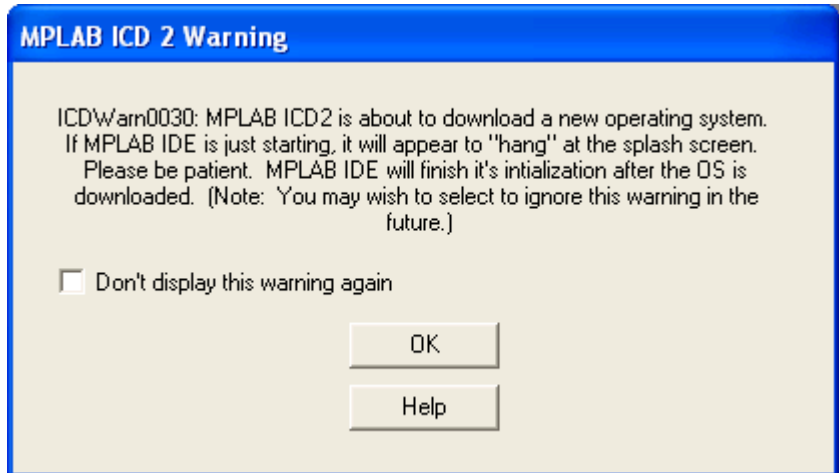 MPLAB ICD 2 Warning
ICDWarn0030: MPLAB ICD2 is about to download a new operating system.
If MPLAB IDE is just starting, it will appear to "hang" at the splash screen.
Please be patient.  MPLAB IDE will finish it's intialization after the OS is
downloaded.  (Note:  You may wish to select to ignore this warning in the
future.)
Don't display this warning again
OK
Help